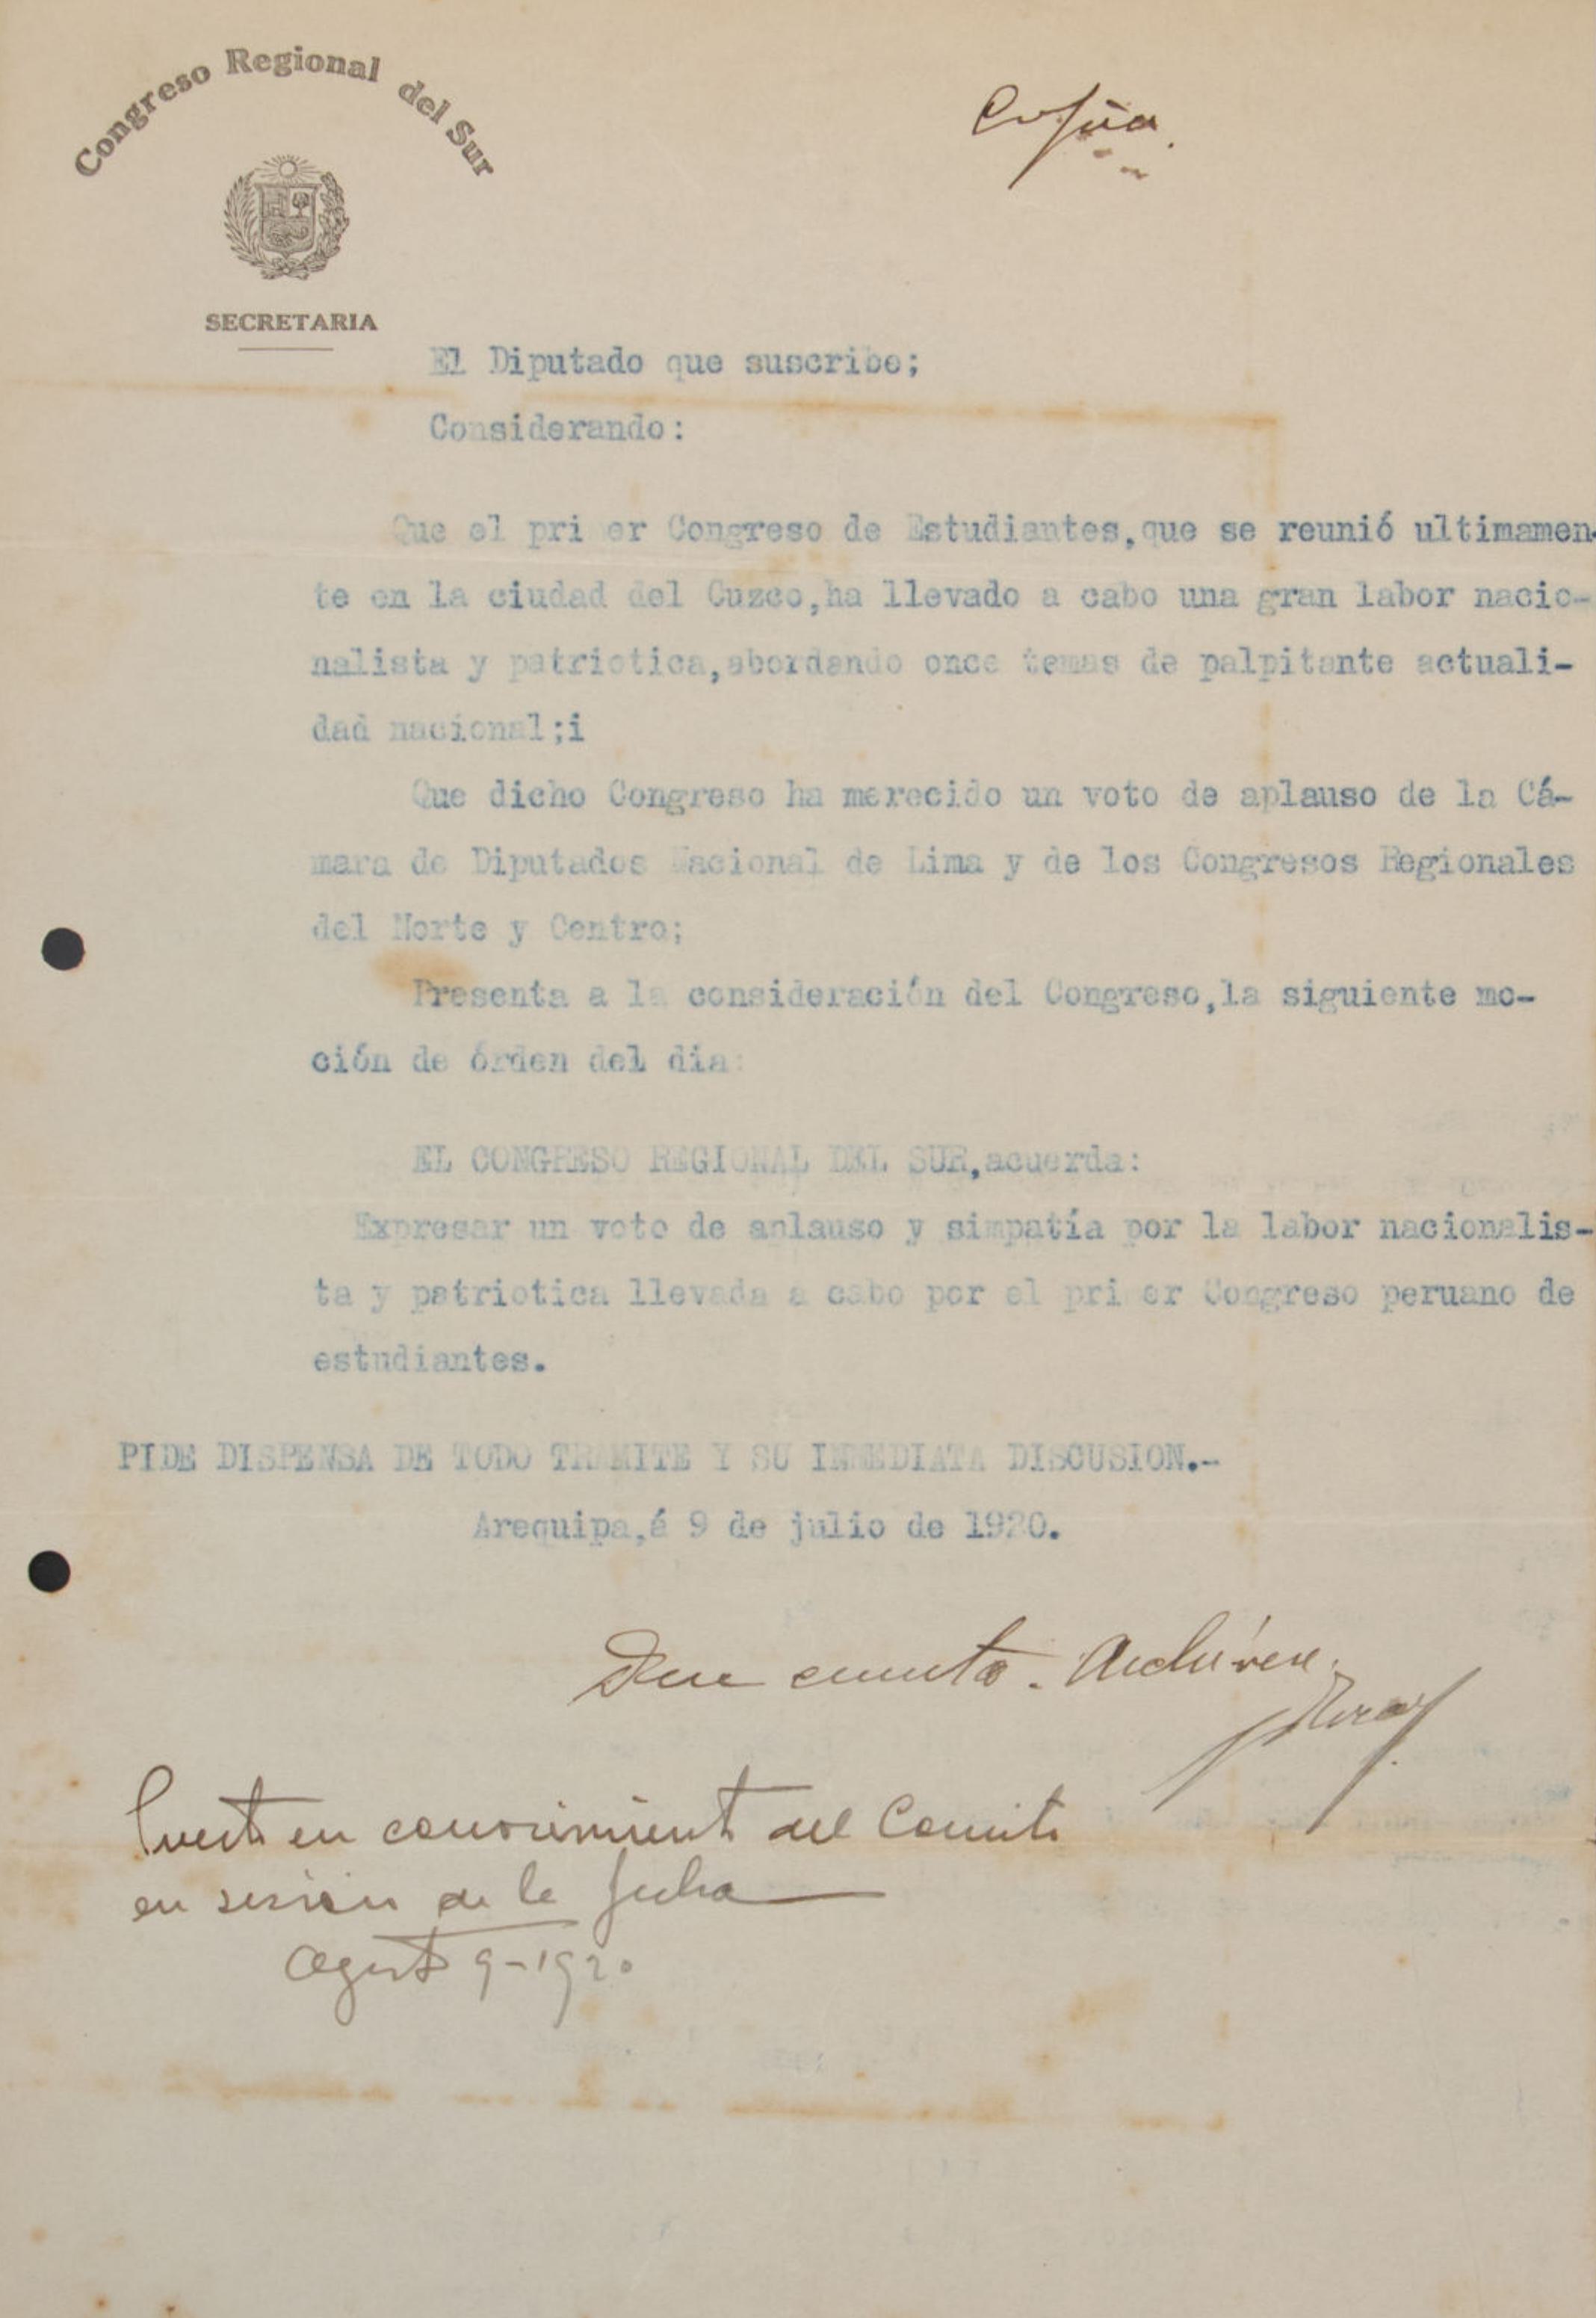 Congreso Regional del Sur
Copia.
SECRETARIA
El Diputado que suscribe;
Considerando:
Que el pri er Congreso de Estudiantes,que se reunió ultimamen-
te en la ciudad del Cuzco,ha llevado a cabo una gran labor nacio-
nalista y patriotica,abordando once temas de palpitante actuali-
dad nacional;i
Que dicho Congreso ha merecido un voto de aplauso de la Cá-
mara de Diputados Nacional de Lima y de los Congresos Regionales
del Norte y Centro;
Presenta a la consideración del Congreso,la siguiente mo-
ción de órden del dia:
EL CONGRESO REGIONAL DEL SUR,acuerda:
Expresar un voto de aplauso y simpatía por la labor nacionalis-
ta y patriotica llevada a cabo por el pri er Congreso peruano de
estudiantes.
PIDE DISPENSA DE TODO TRAMITE Y SU INMEDIATA DISCUSION.-
Arequipa,á 9 de julio de 1920.
Dese cuenta. Archívese.
Puesto en conocimiento del Comité
en sesión de la fecha
Agosto 9-1920